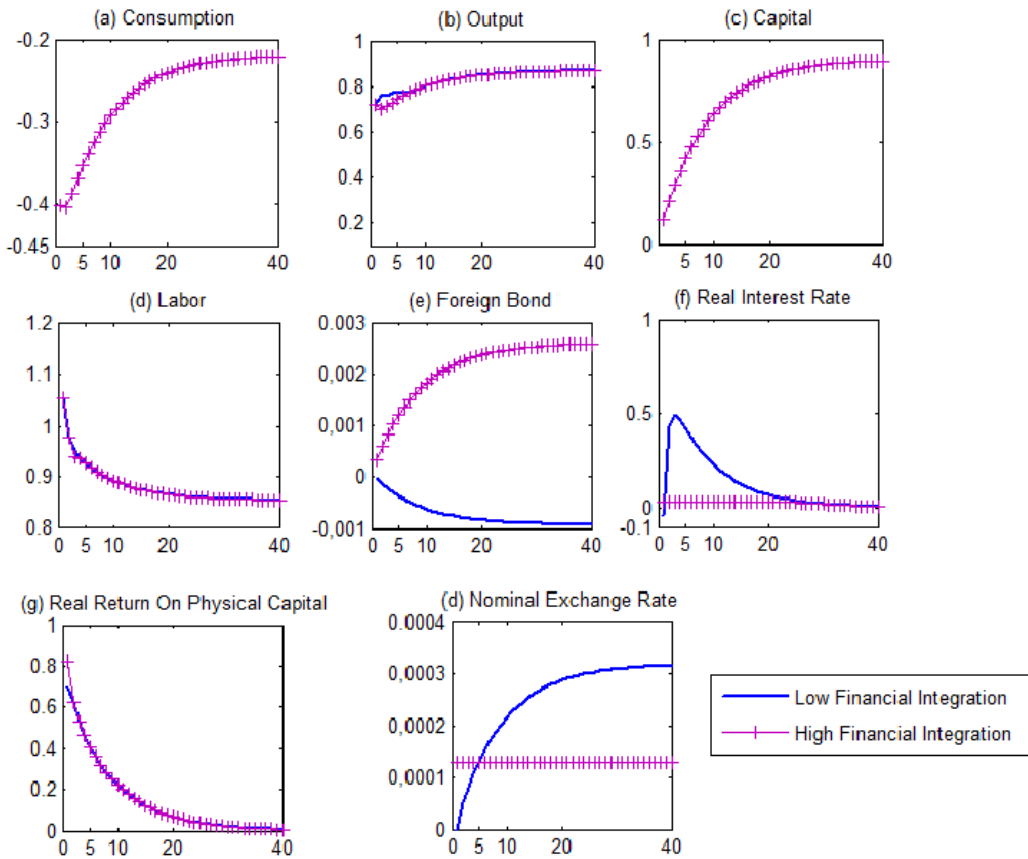 (a) Consumption
-0.2
-0.3
-0.4
-0.45
0 5 10 20 40
(b) Output
1
0.8
0.6
0.4
0.2
0 5 10 20 40
(c) Capital
1
0.5
0
5 10 20 40
(d) Labor
1.2
1.1
1
0.9
0.8
0 5 10 20 40
(e) Foreign Bond
0.003
0,002
0,001
0
-0,001
0 5 10 20 40
(f) Real Interest Rate
1
0.5
0
-0.1
0 5 10 20 40
(g) Real Return On Physical Capital
1
0.8
0.6
0.4
0.2
0
0 5 10 20 40
(d) Nominal Exchange Rate
0.0004
0,0003
0,0002
0,0001
0
0 5 10 20 40
Low Financial Integration
High Financial Integration